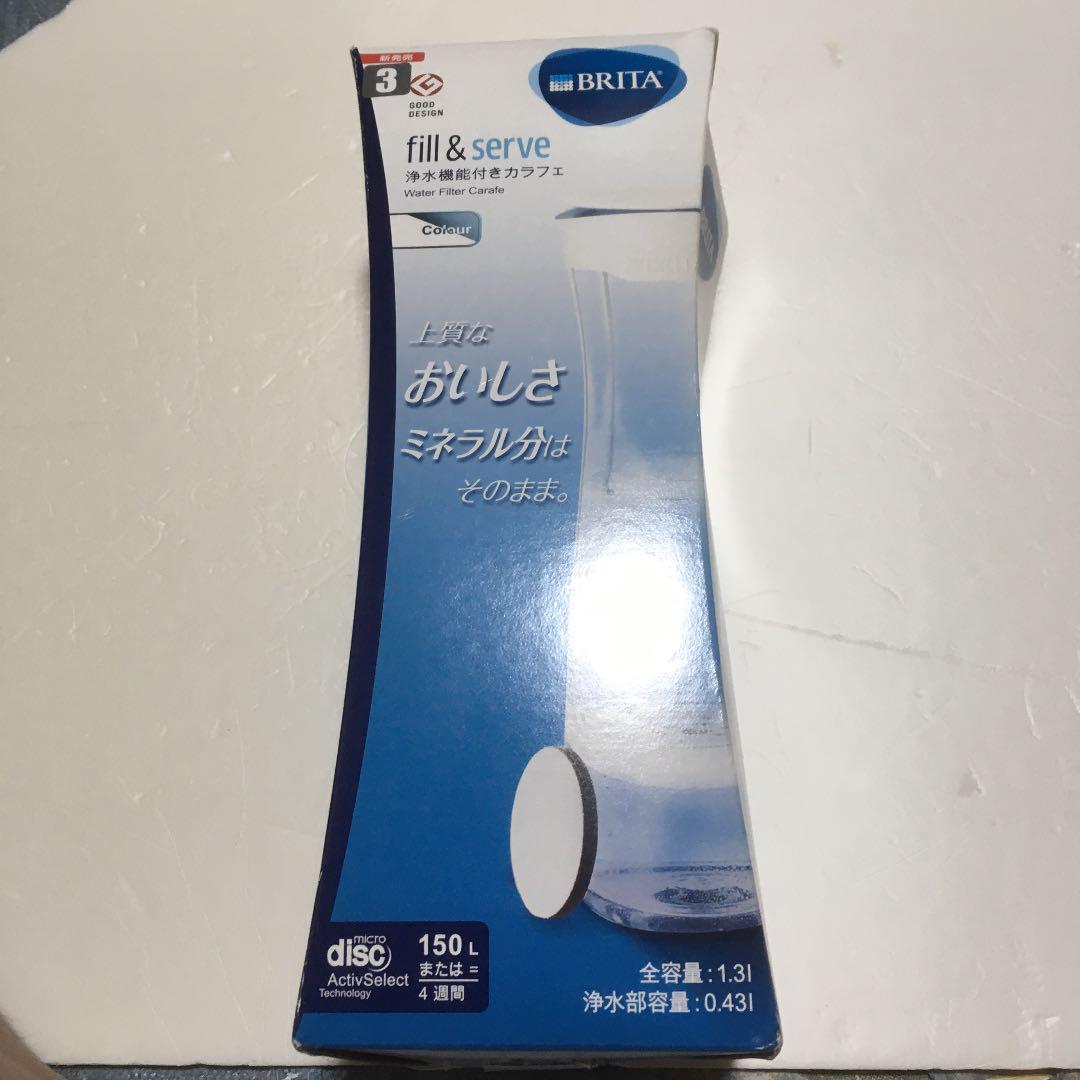 新発売
3
GOOD
DESIGN
BRITA
fill & serve
浄水機能付きカラフェ
Water Filter Carafe
Colour
上質な
おいしさ
ミネラル分は
そのまま。
micro
disc
ActivSelect
Technology
150 L
または =
4 週間
全容量:1.3l
浄水部容量:0.43l
BRITA